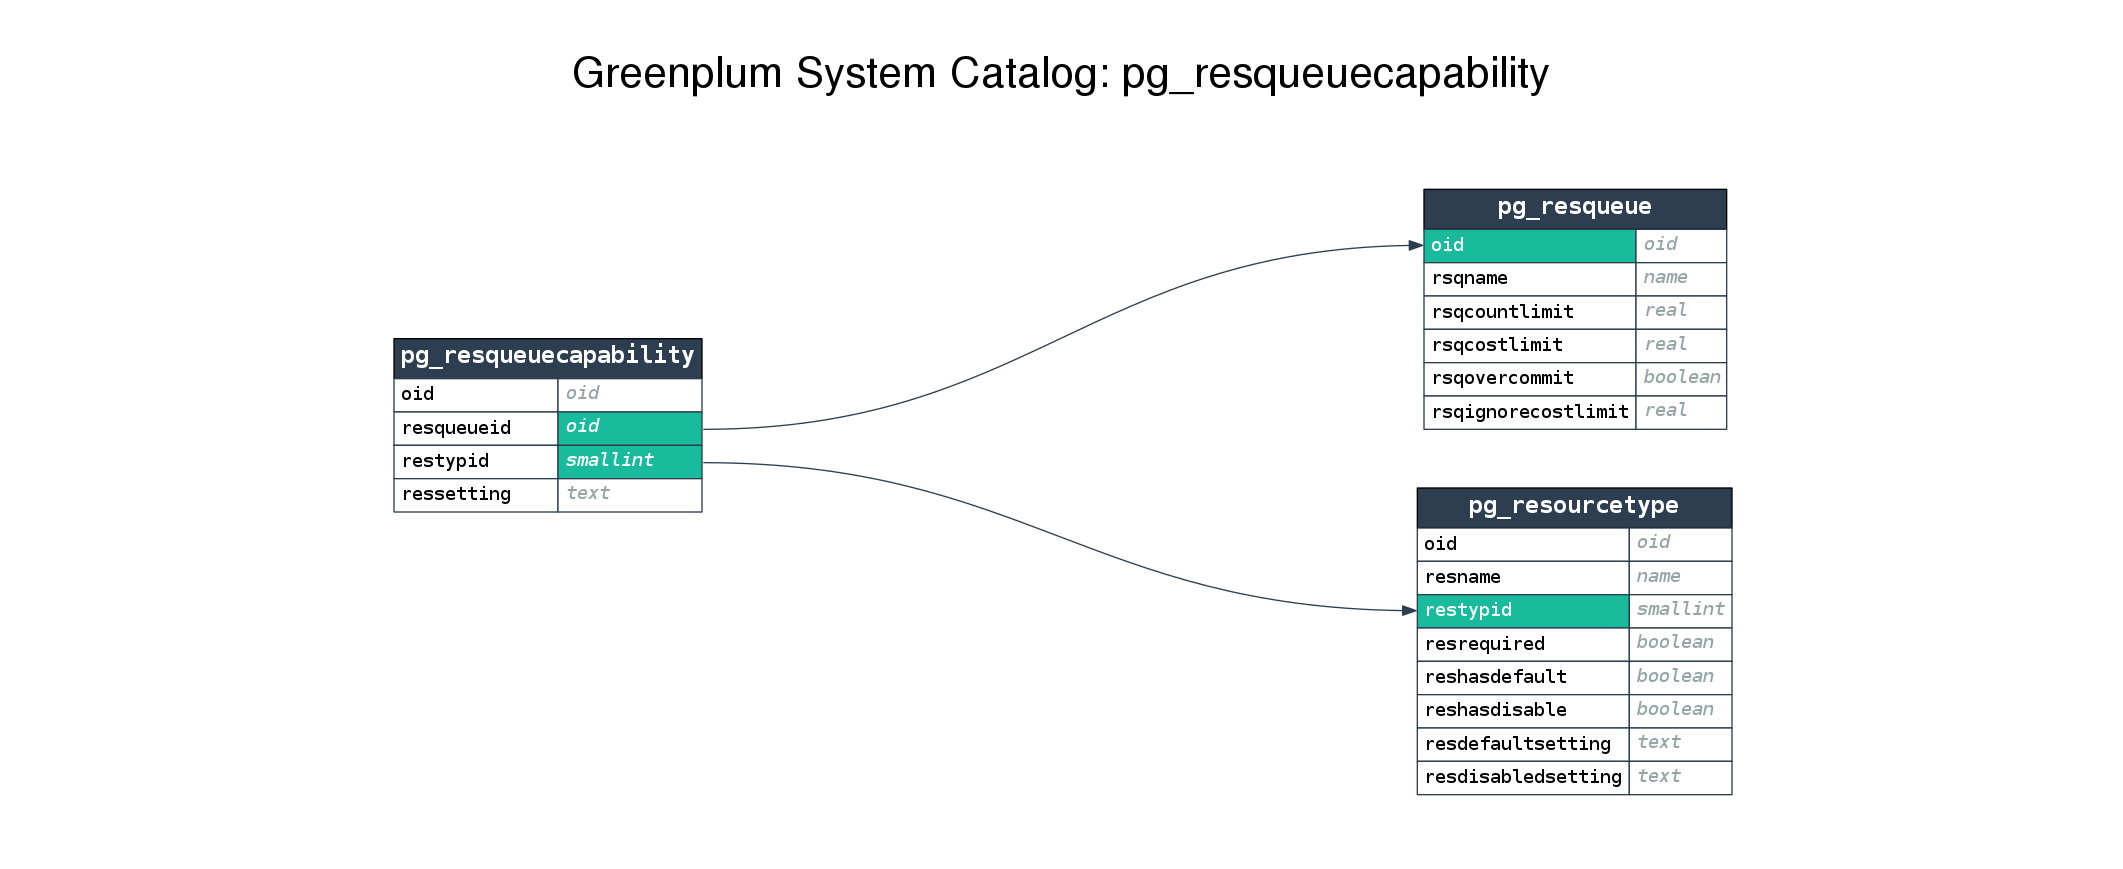 Greenplum System Catalog: pg_resqueuecapability
pg_resqueuecapability
oid oid
resqueueid oid
restypid smallint
ressetting text
pg_resqueue
oid oid
rsqname name
rsqcountlimit real
rsqcostlimit real
rsqovercommit boolean
rsqignorecostlimit real
pg_resourcetype
oid oid
resname name
restypid smallint
resrequired boolean
reshasdefault boolean
reshasdisable boolean
resdefaultsetting text
resdisabledsetting text